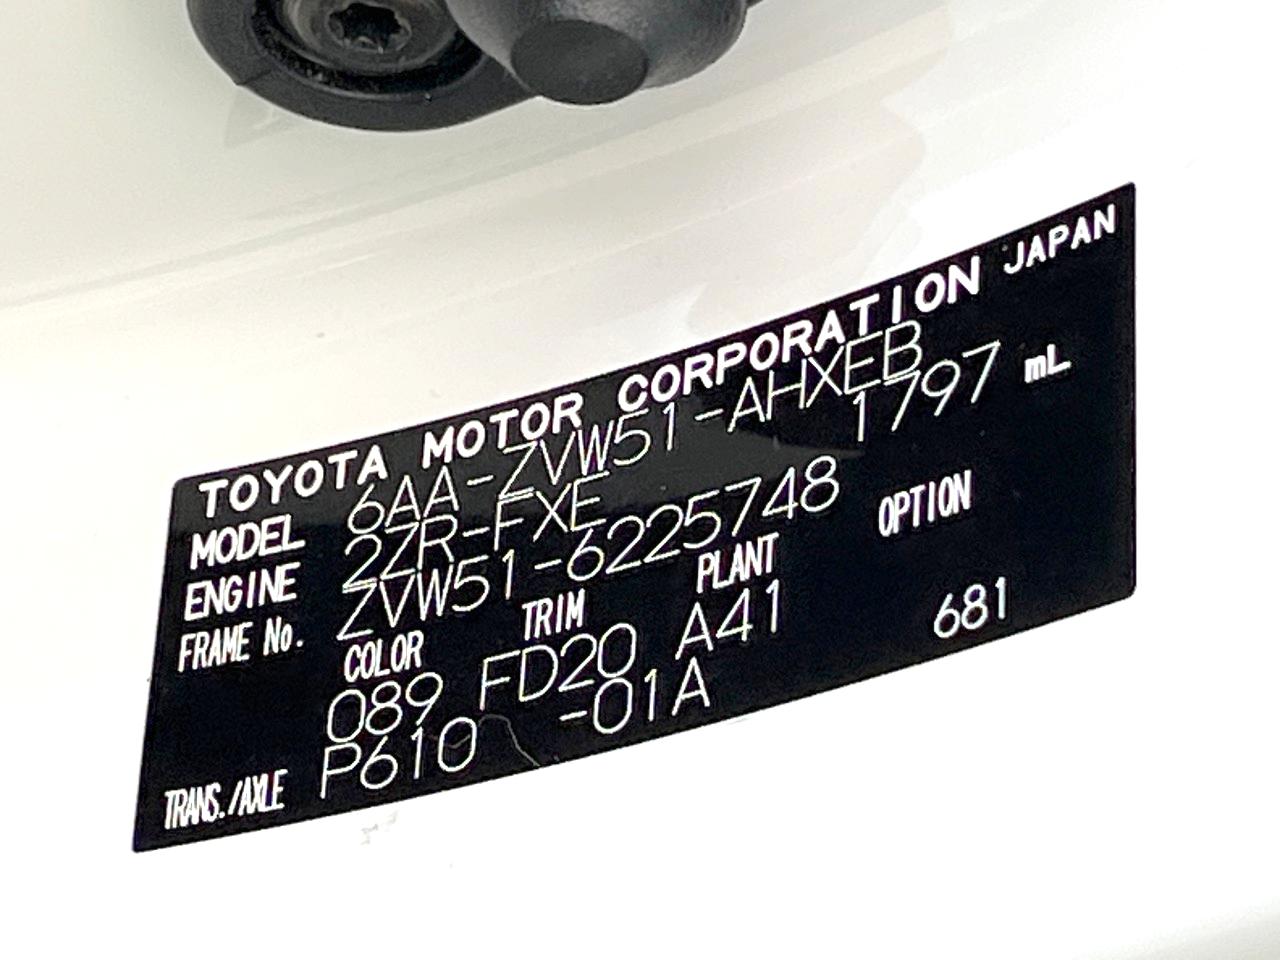 TOYOTA MOTOR CORPORATION JAPAN
MODEL 6AA-ZVW51-AHXEB
ENGINE 2ZR-FXE 1797 mL
FRAME No. ZVW51-6225748
COLOR TRIM PLANT OPTION
089 FD20 A41 681
TRANS./AXLE P610 -01A